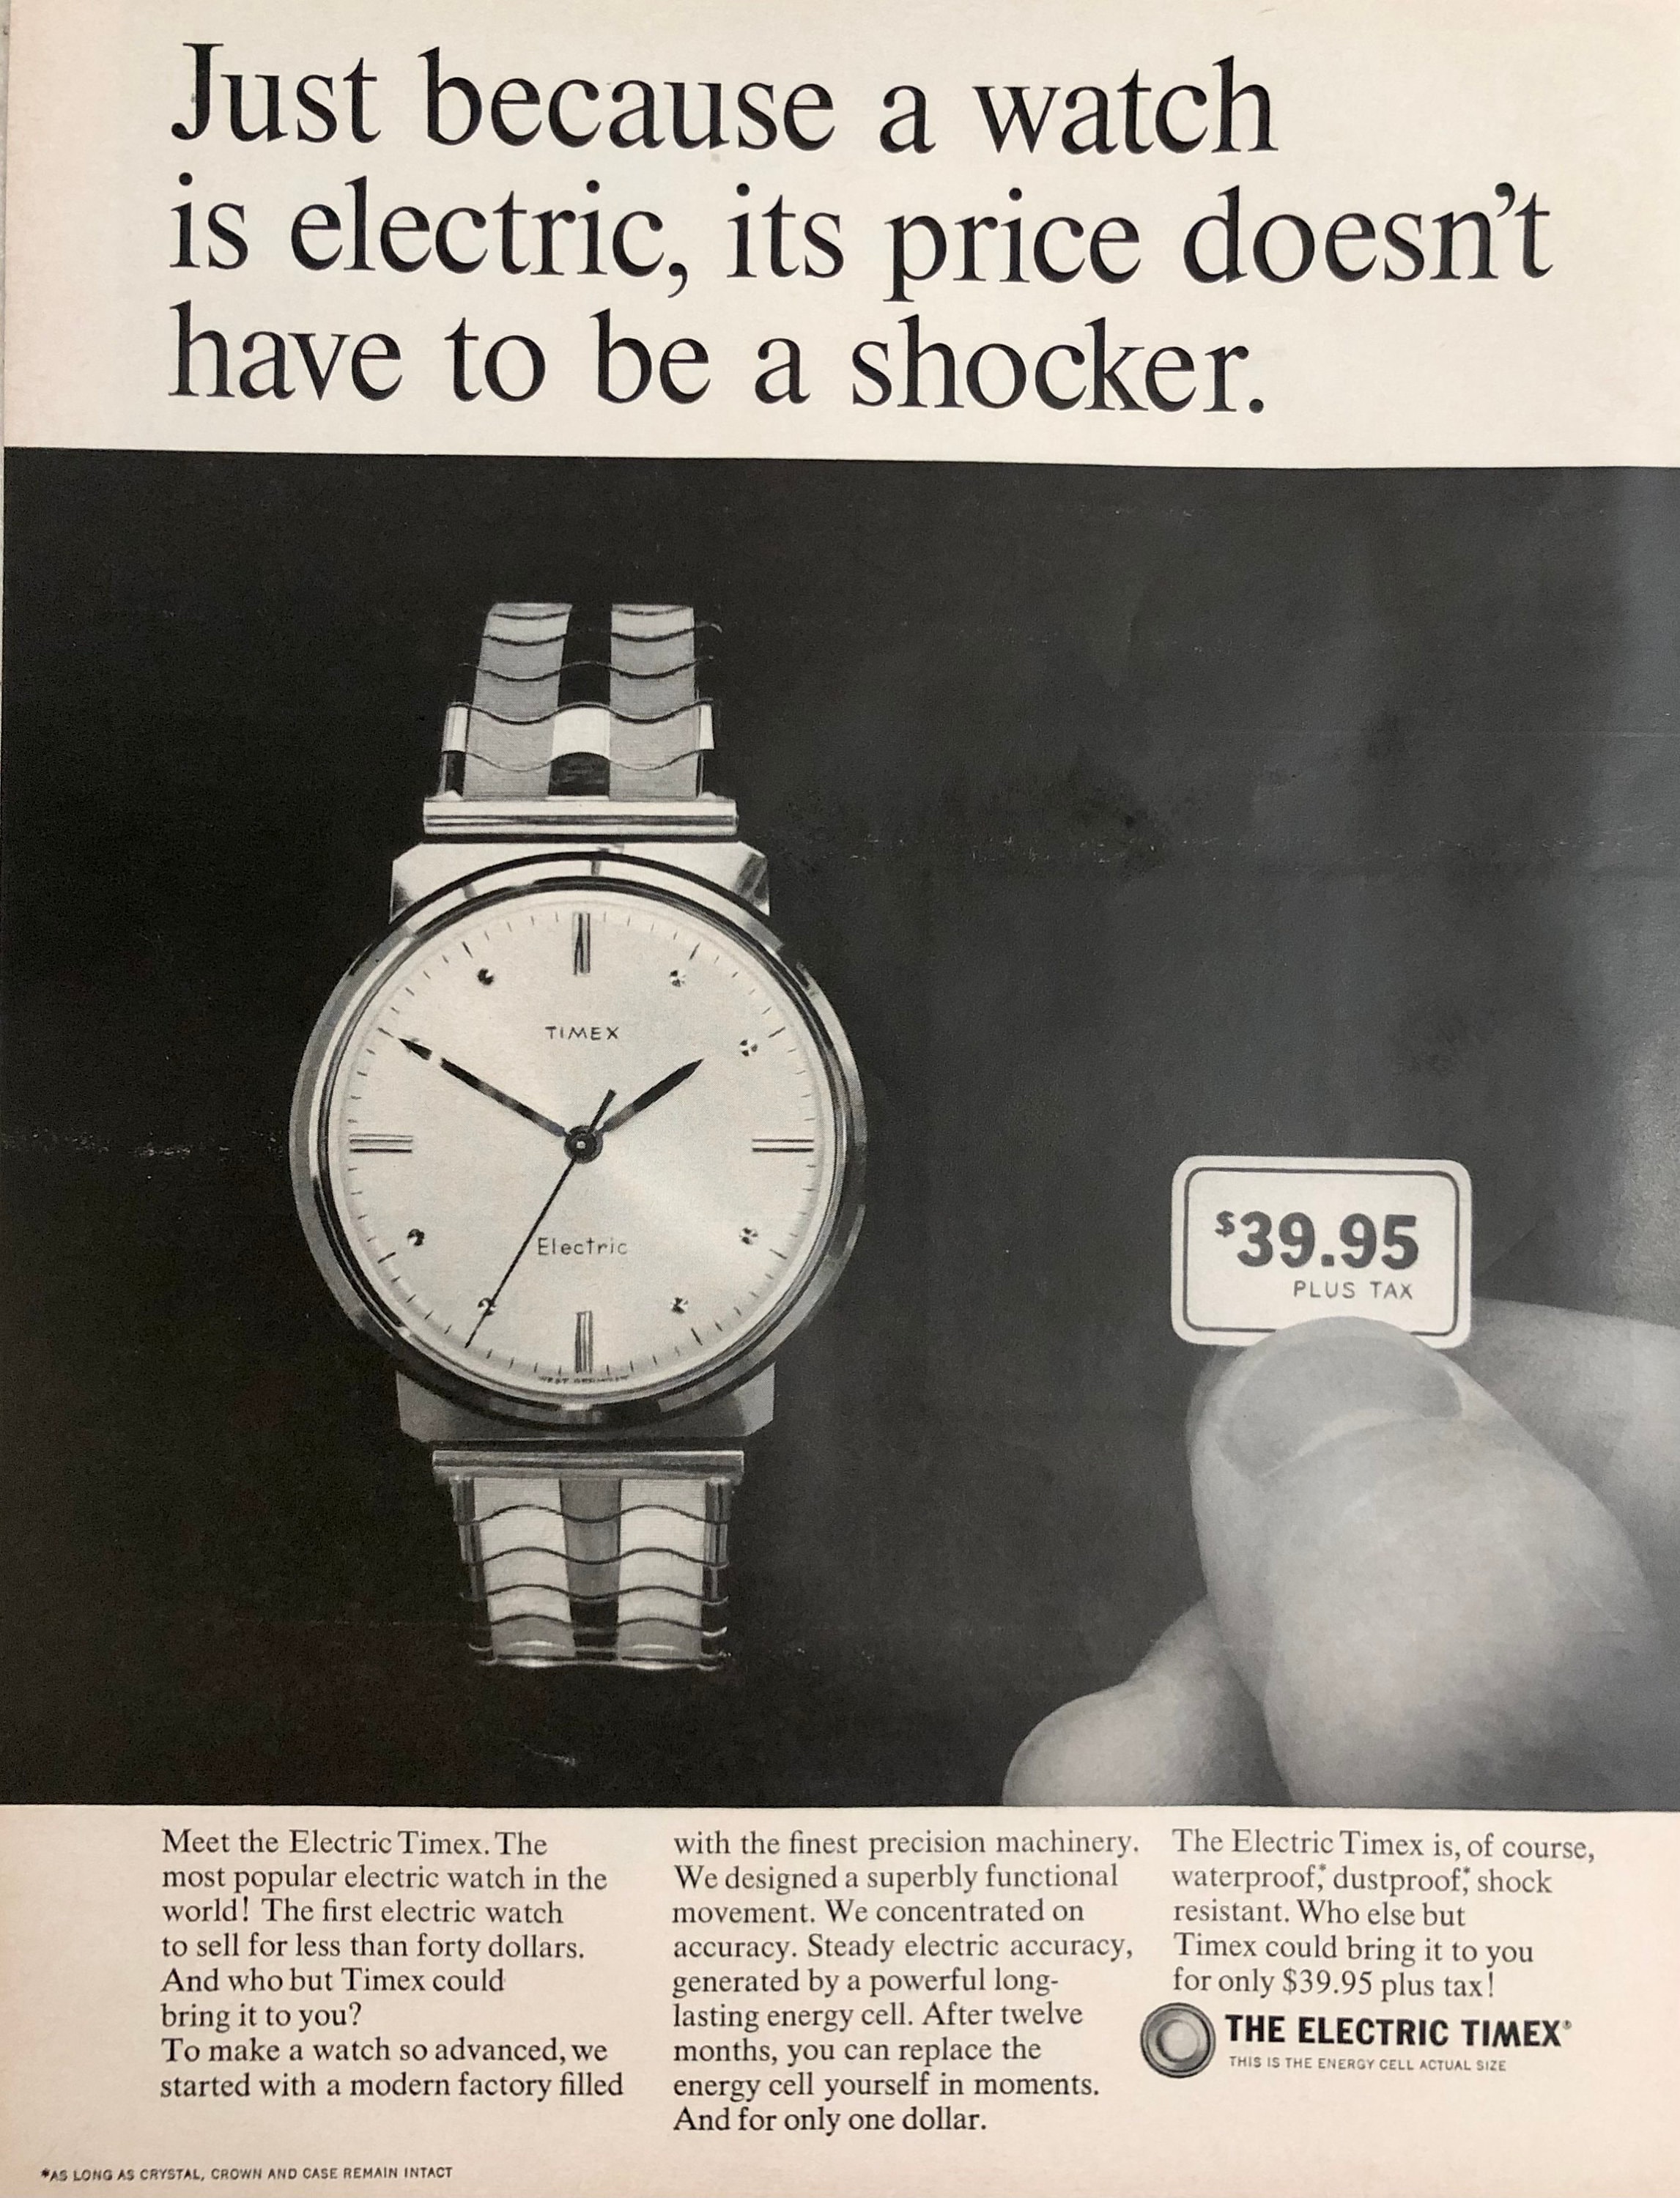 Just because a watch
is electric, its price doesn't
have to be a shocker.
TIMEX
Electric
WEST GERMANY
$39.95
PLUS TAX
Meet the Electric Timex. The
most popular electric watch in the
world! The first electric watch
to sell for less than forty dollars.
And who but Timex could
bring it to you?
To make a watch so advanced, we
started with a modern factory filled
with the finest precision machinery.
We designed a superbly functional
movement. We concentrated on
accuracy. Steady electric accuracy,
generated by a powerful long-
lasting energy cell. After twelve
months, you can replace the
energy cell yourself in moments.
And for only one dollar.
The Electric Timex is, of course,
waterproof,* dustproof,* shock
resistant. Who else but
Timex could bring it to you
for only $39.95 plus tax!
THE ELECTRIC TIMEX®
THIS IS THE ENERGY CELL ACTUAL SIZE
*AS LONG AS CRYSTAL, CROWN AND CASE REMAIN INTACT